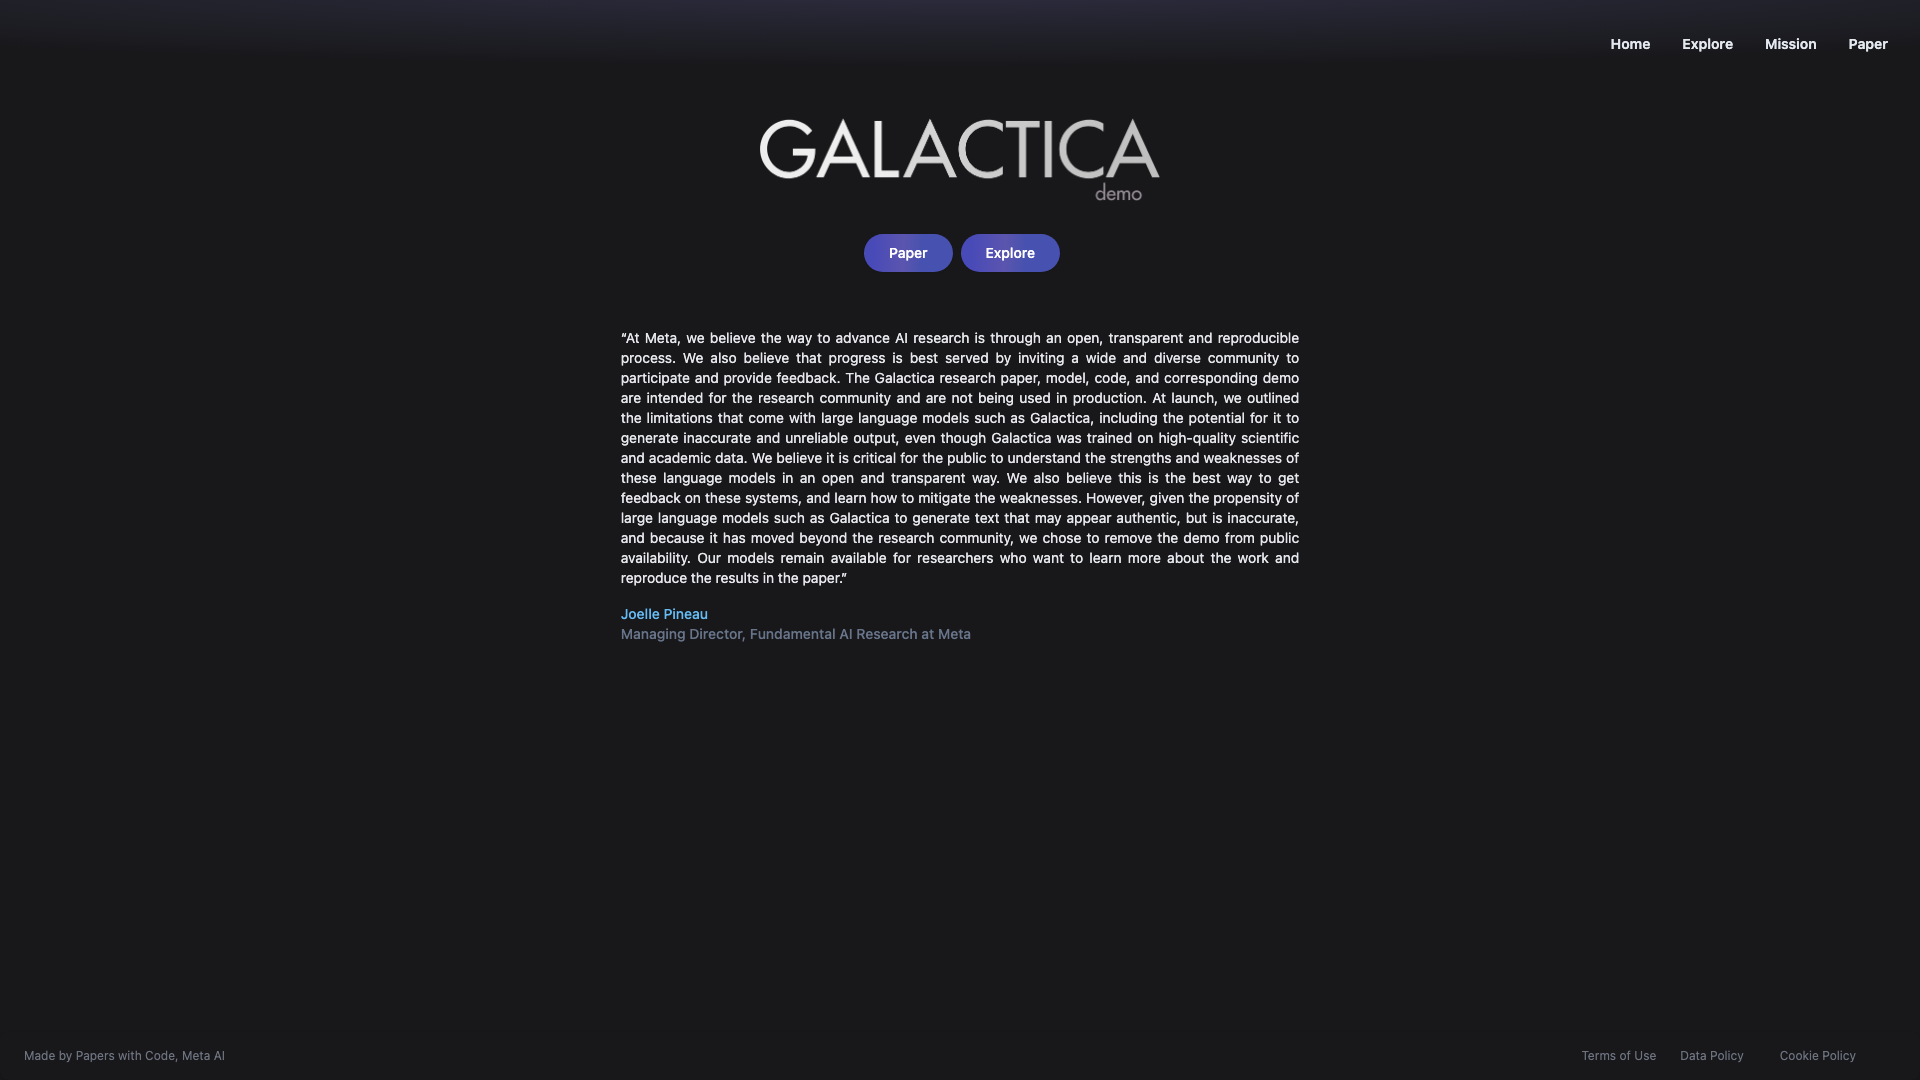 Home Explore Mission Paper
GALACTICA
demo
Paper Explore
“At Meta, we believe the way to advance AI research is through an open, transparent and reproducible
process. We also believe that progress is best served by inviting a wide and diverse community to
participate and provide feedback. The Galactica research paper, model, code, and corresponding demo
are intended for the research community and are not being used in production. At launch, we outlined
the limitations that come with large language models such as Galactica, including the potential for it to
generate inaccurate and unreliable output, even though Galactica was trained on high-quality scientific
and academic data. We believe it is critical for the public to understand the strengths and weaknesses of
these language models in an open and transparent way. We also believe this is the best way to get
feedback on these systems, and learn how to mitigate the weaknesses. However, given the propensity of
large language models such as Galactica to generate text that may appear authentic, but is inaccurate,
and because it has moved beyond the research community, we chose to remove the demo from public
availability. Our models remain available for researchers who want to learn more about the work and
reproduce the results in the paper.”
Joelle Pineau
Managing Director, Fundamental AI Research at Meta
Made by Papers with Code, Meta AI Terms of Use Data Policy Cookie Policy